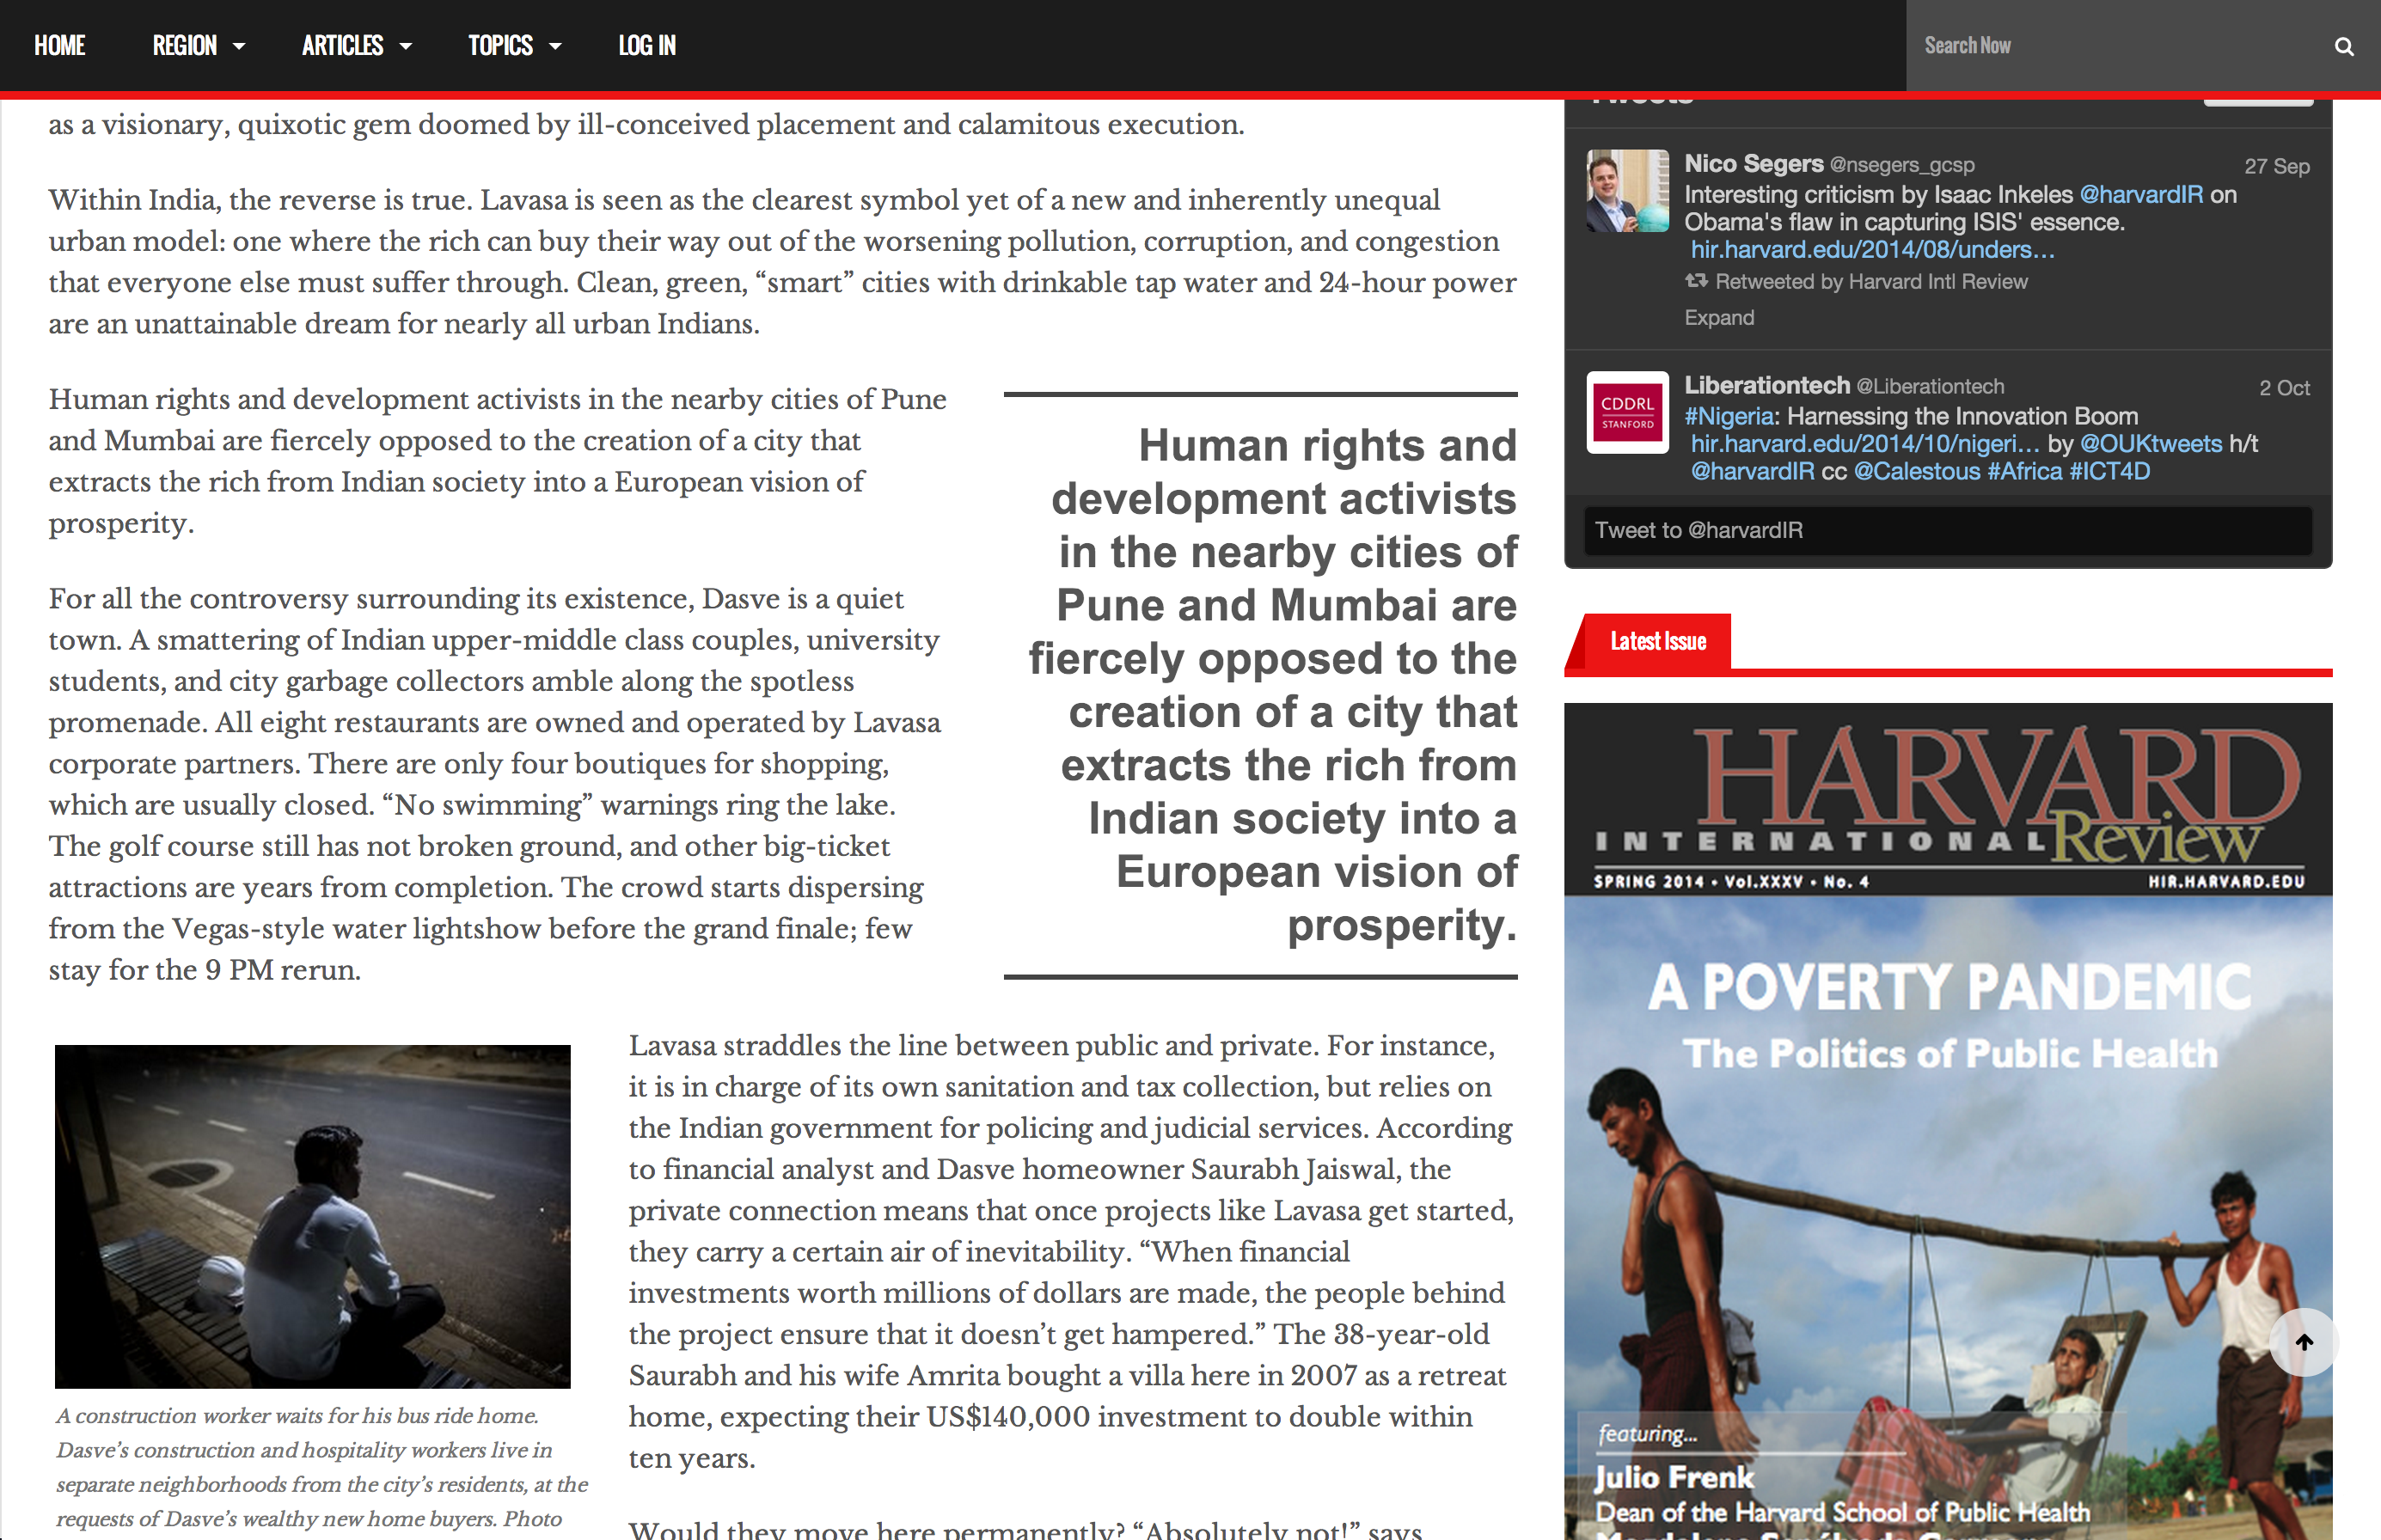 HOME
REGION
ARTICLES
TOPICS
LOG IN
Search Now
as a visionary, quixotic gem doomed by ill-conceived placement and calamitous execution.
Within India, the reverse is true. Lavasa is seen as the clearest symbol yet of a new and inherently unequal
urban model: one where the rich can buy their way out of the worsening pollution, corruption, and congestion
that everyone else must suffer through. Clean, green, “smart” cities with drinkable tap water and 24-hour power
are an unattainable dream for nearly all urban Indians.
Human rights and development activists in the nearby cities of Pune
and Mumbai are fiercely opposed to the creation of a city that
extracts the rich from Indian society into a European vision of
prosperity.
For all the controversy surrounding its existence, Dasve is a quiet
town. A smattering of Indian upper-middle class couples, university
students, and city garbage collectors amble along the spotless
promenade. All eight restaurants are owned and operated by Lavasa
corporate partners. There are only four boutiques for shopping,
which are usually closed. “No swimming” warnings ring the lake.
The golf course still has not broken ground, and other big-ticket
attractions are years from completion. The crowd starts dispersing
from the Vegas-style water lightshow before the grand finale; few
stay for the 9 PM rerun.
Human rights and
development activists
in the nearby cities of
Pune and Mumbai are
fiercely opposed to the
creation of a city that
extracts the rich from
Indian society into a
European vision of
prosperity.
A construction worker waits for his bus ride home.
Dasve’s construction and hospitality workers live in
separate neighborhoods from the city’s residents, at the
requests of Dasve’s wealthy new home buyers. Photo
Lavasa straddles the line between public and private. For instance,
it is in charge of its own sanitation and tax collection, but relies on
the Indian government for policing and judicial services. According
to financial analyst and Dasve homeowner Saurabh Jaiswal, the
private connection means that once projects like Lavasa get started,
they carry a certain air of inevitability. “When financial
investments worth millions of dollars are made, the people behind
the project ensure that it doesn’t get hampered.” The 38-year-old
Saurabh and his wife Amrita bought a villa here in 2007 as a retreat
home, expecting their US$140,000 investment to double within
ten years.
Would they move here permanently? “Absolutely not!” says
Tweets
Nico Segers @nsegers_gcsp 27 Sep
Interesting criticism by Isaac Inkeles @harvardIR on
Obama's flaw in capturing ISIS' essence.
hir.harvard.edu/2014/08/unders…
Retweeted by Harvard Intl Review
Expand
CDDRL
STANFORD
Liberationtech @Liberationtech 2 Oct
#Nigeria: Harnessing the Innovation Boom
hir.harvard.edu/2014/10/nigeri… by @OUKtweets h/t
@harvardIR cc @Calestous #Africa #ICT4D
Tweet to @harvardIR
Latest Issue
HARVARD
INTERNATIONAL Review
SPRING 2014 • Vol.XXXV • No. 4 HIR.HARVARD.EDU
A POVERTY PANDEMIC
The Politics of Public Health
featuring...
Julio Frenk
Dean of the Harvard School of Public Health